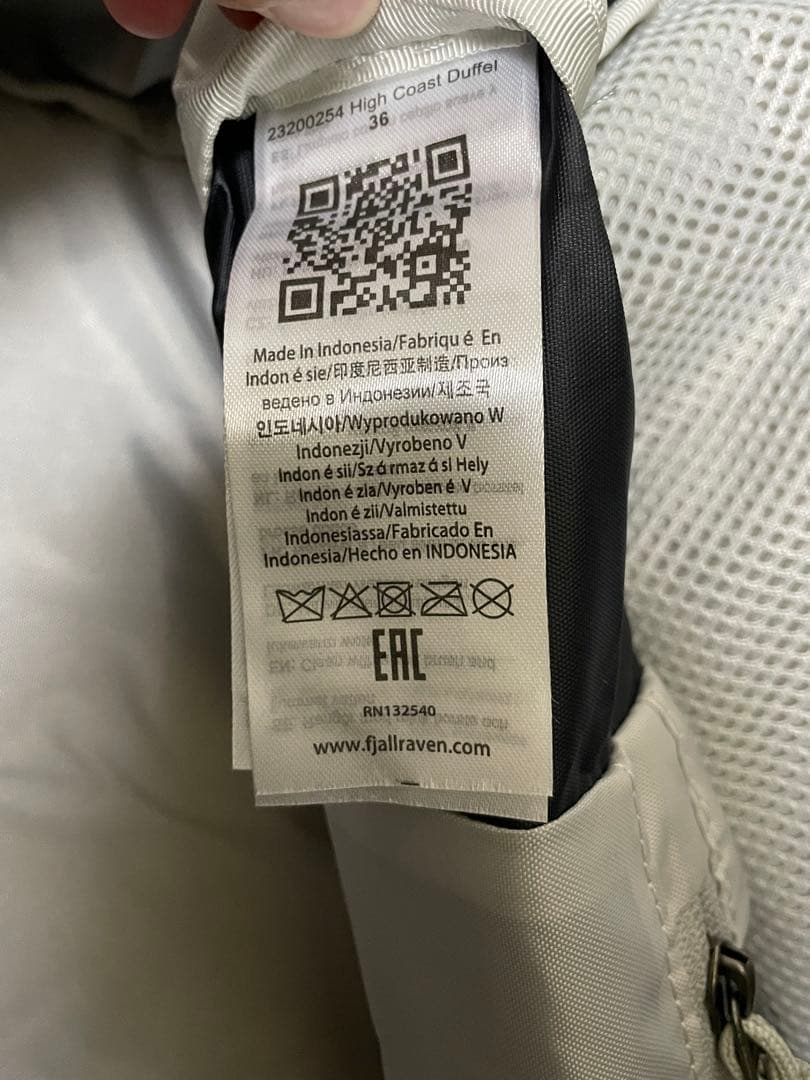 23200254 High Coast Duffel
36
Made In Indonesia/Fabriqu é En
Indon é sie/印度尼西亚制造/Произ
ведено в Индонезии/제조국
인도네시아/Wyprodukowano W
Indonezji/Vyrobeno V
Indon é sii/Sz á rmaz á si Hely
Indon é zia/Vyroben é V
Indon é zii/Valmistettu
Indonesiassa/Fabricado En
Indonesia/Hecho en INDONESIA
EAC
RN132540
www.fjallraven.com